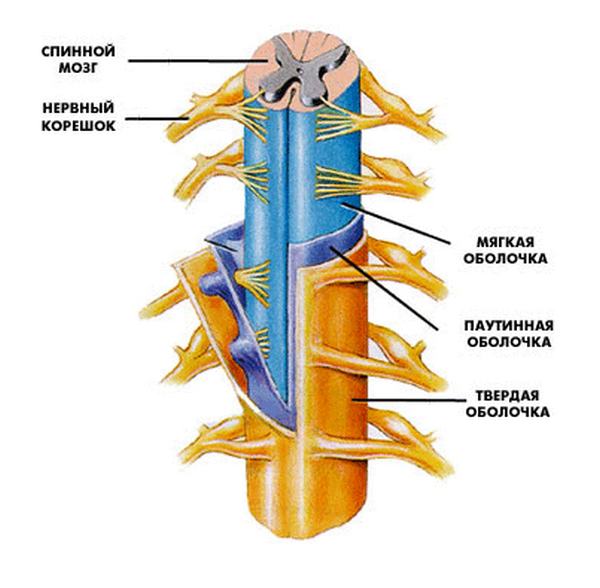 СПИННОЙ
МОЗГ
НЕРВНЫЙ
КОРЕШОК
МЯГКАЯ
ОБОЛОЧКА
ПАУТИННАЯ
ОБОЛОЧКА
ТВЕРДАЯ
ОБОЛОЧКА